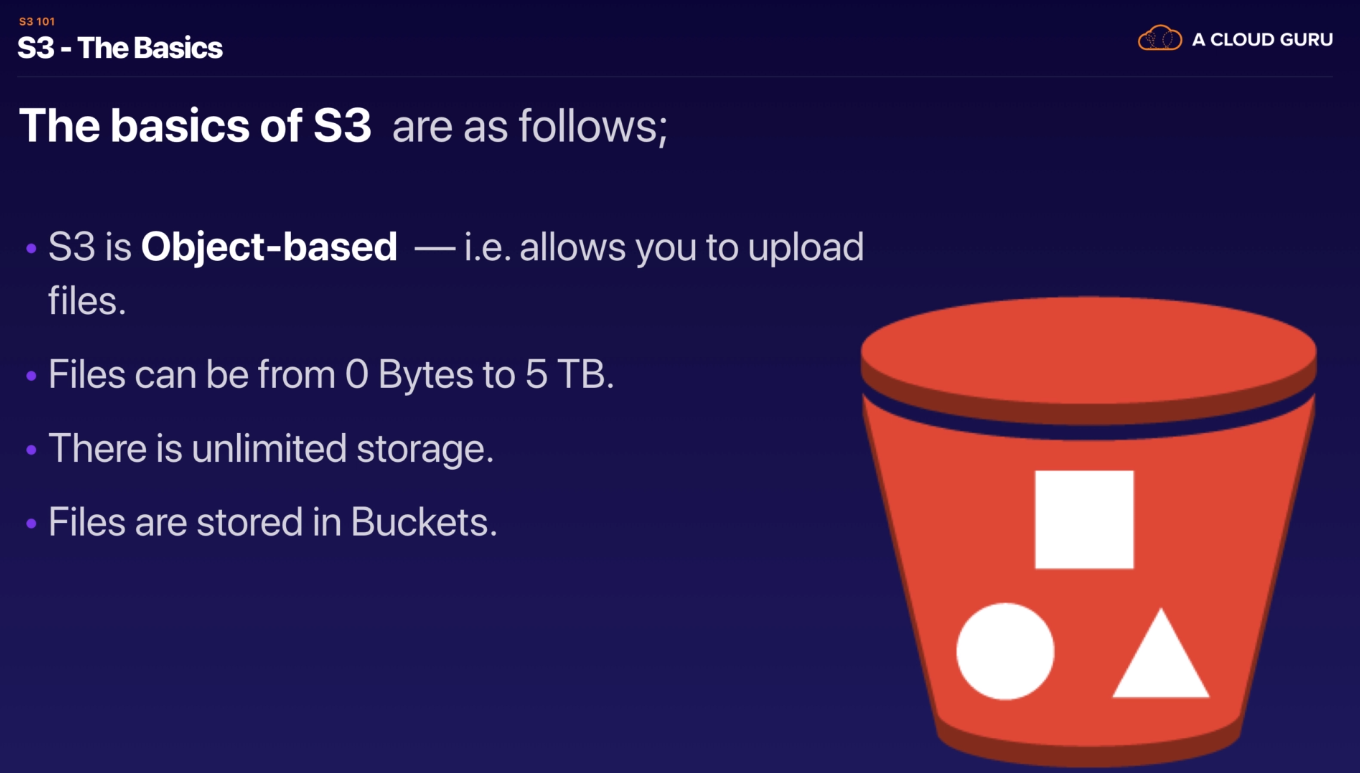 S3 101
S3 - The Basics
A CLOUD GURU
The basics of S3 are as follows;
• S3 is Object-based — i.e. allows you to upload
files.
• Files can be from 0 Bytes to 5 TB.
• There is unlimited storage.
• Files are stored in Buckets.